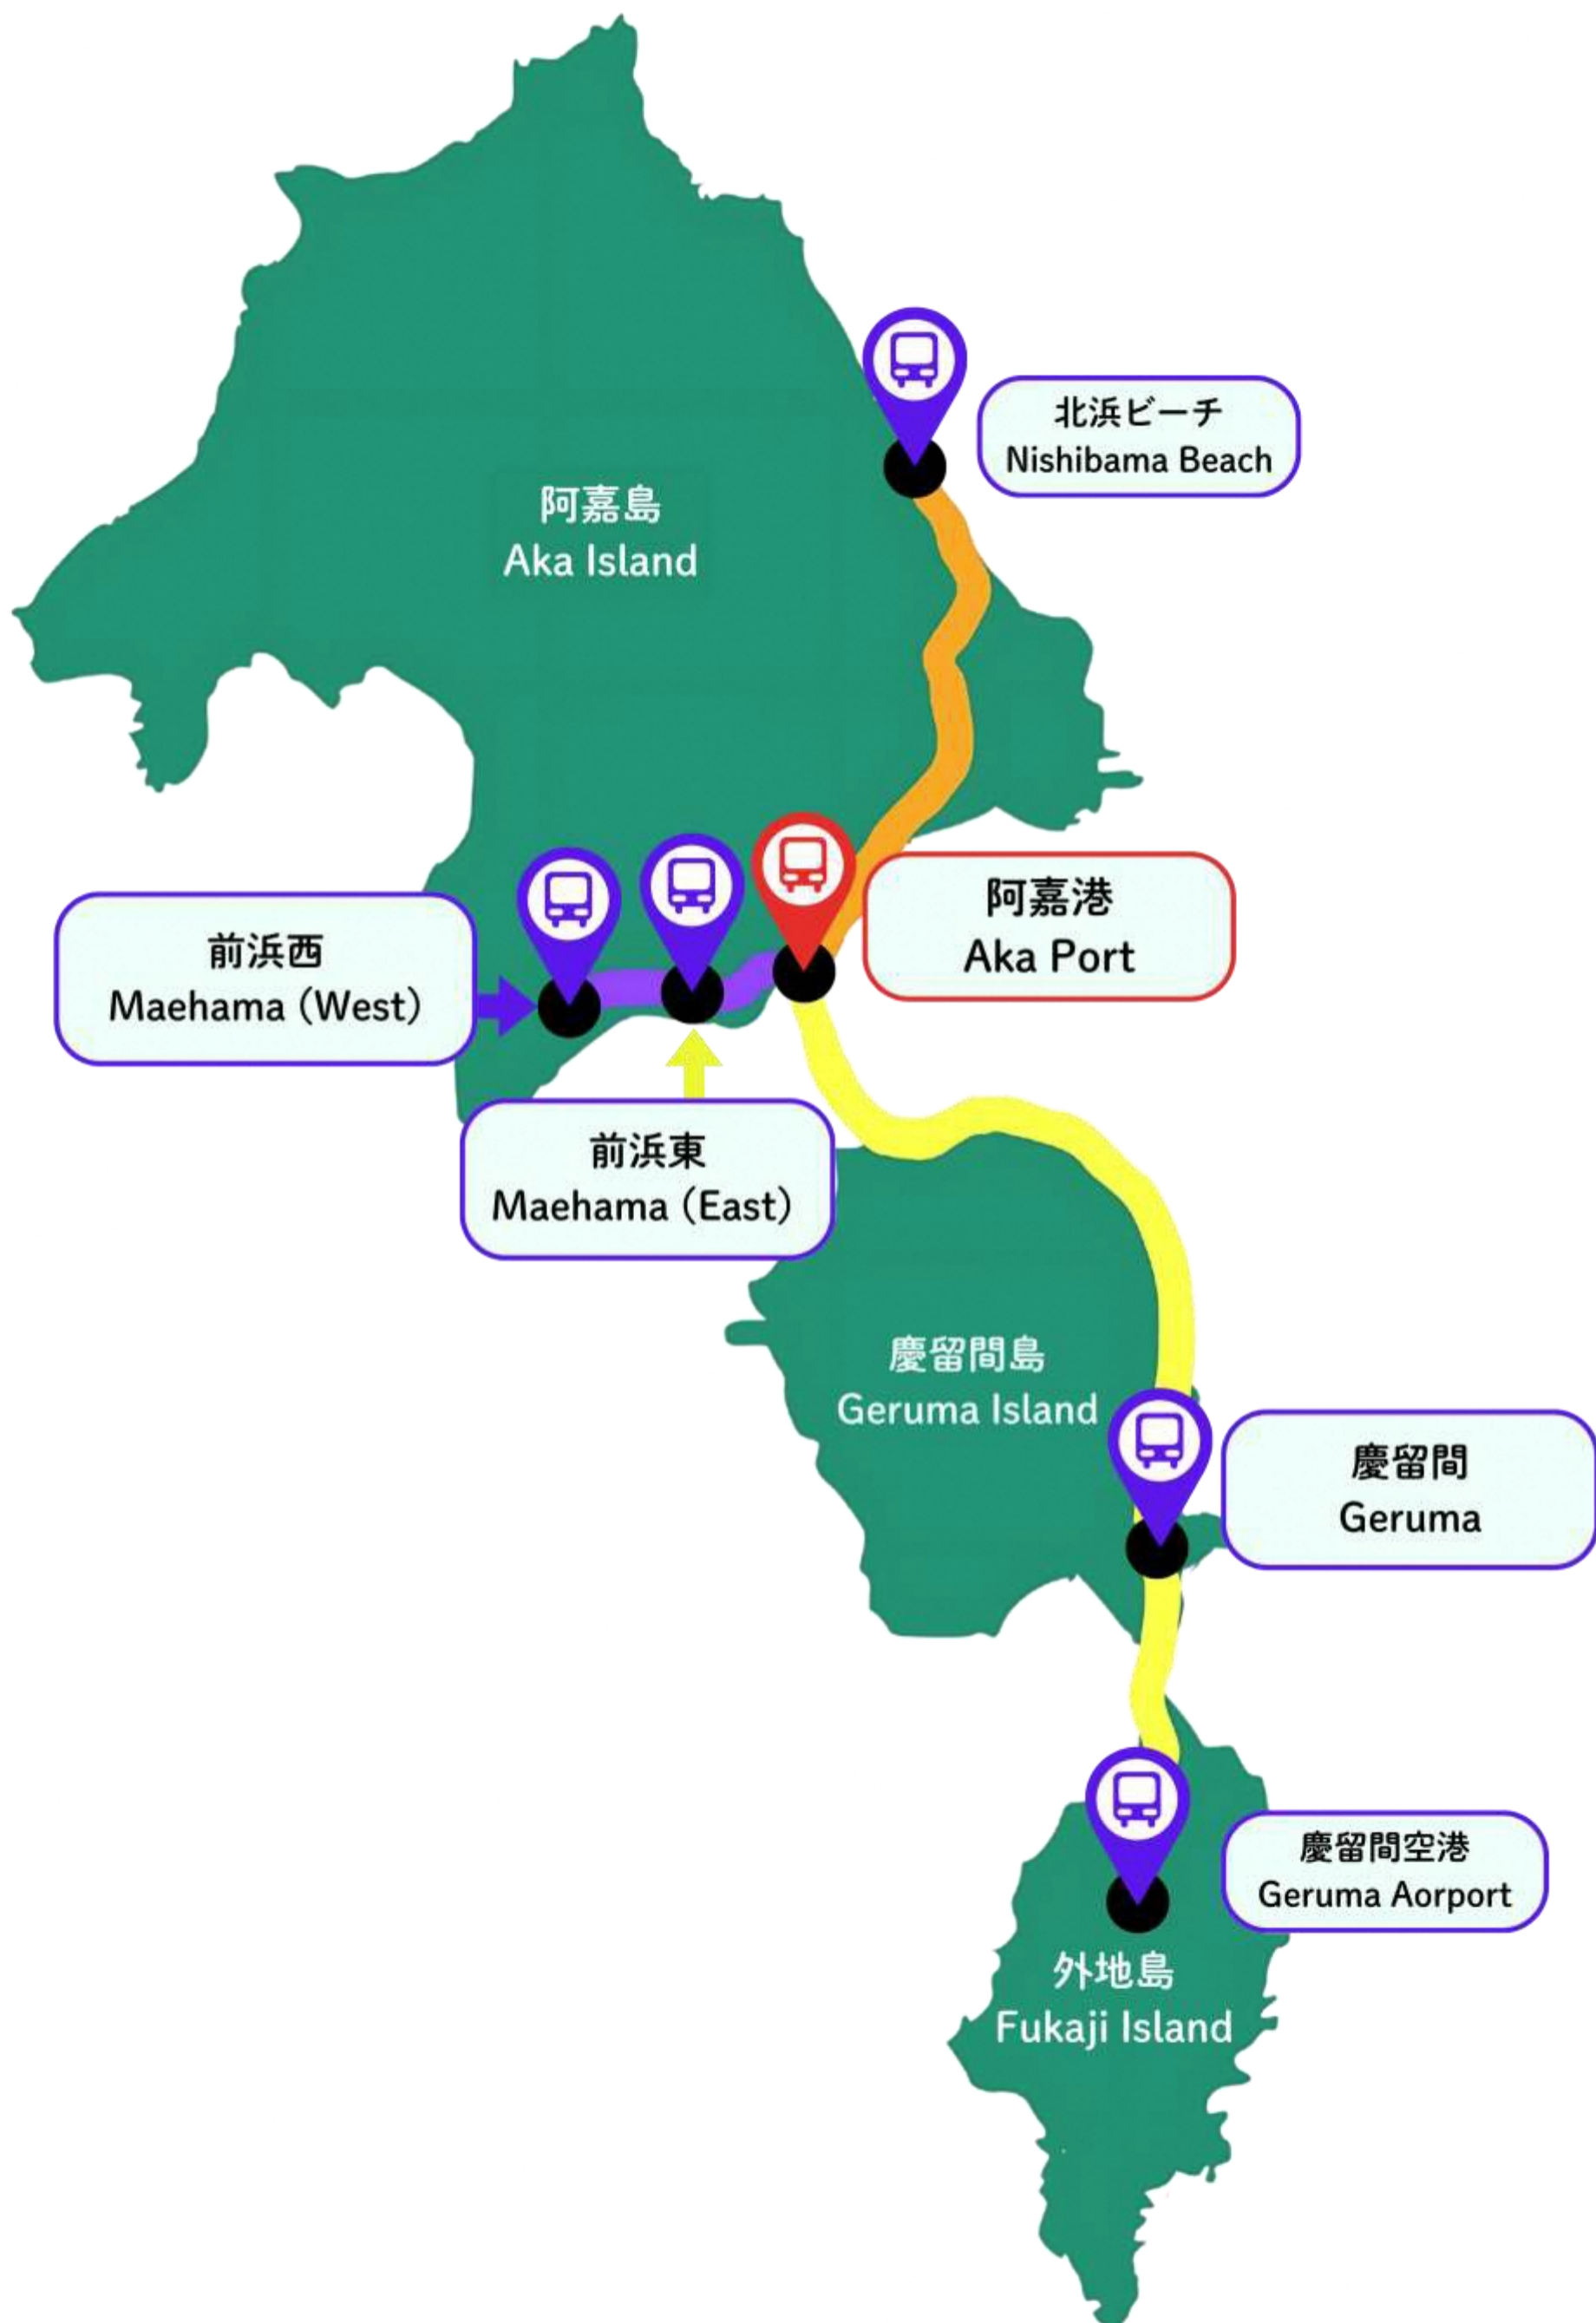 北浜ビーチ
Nishibama Beach
阿嘉島
Aka Island
阿嘉港
Aka Port
前浜西
Maehama (West)
前浜東
Maehama (East)
慶留間島
Geruma Island
慶留間
Geruma
慶留間空港
Geruma Aorport
外地島
Fukaji Island